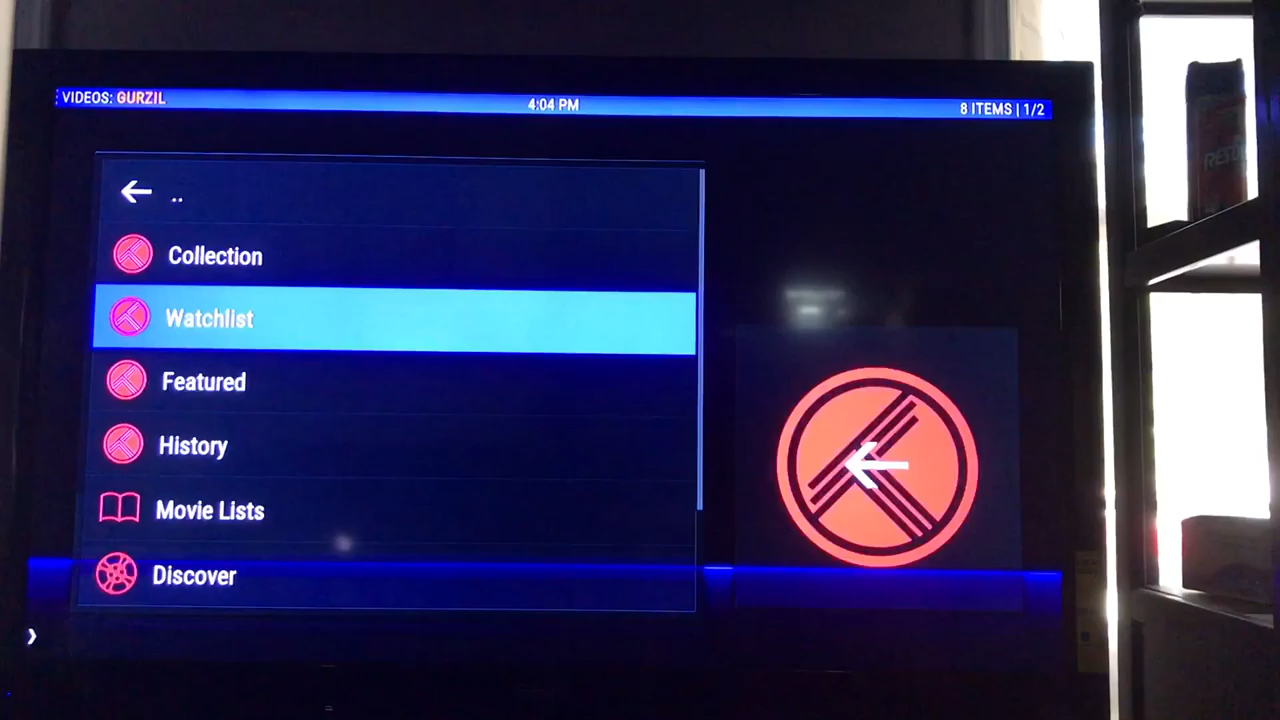 VIDEOS: GURZIL
4:04 PM
8 ITEMS | 1/2
..
Collection
Watchlist
Featured
History
Movie Lists
Discover